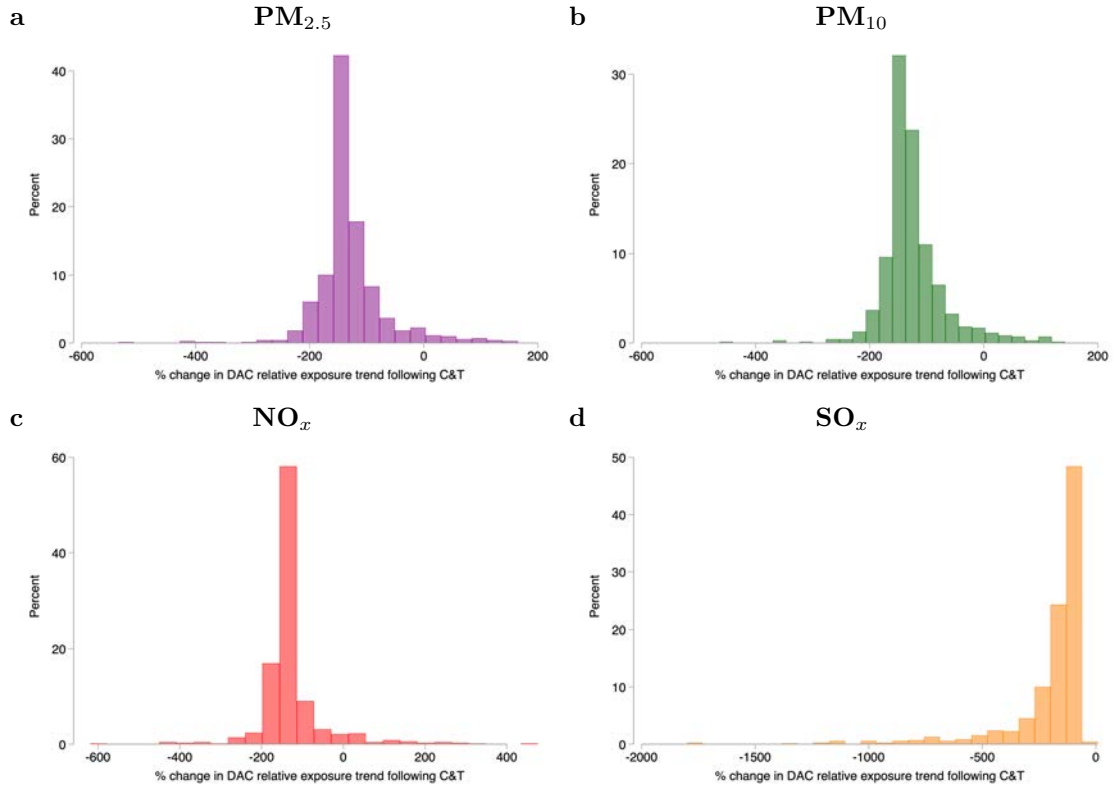 a PM2.5
40
30
20
10
0
Percent
-600 -400 -200 0 200
% change in DAC relative exposure trend following C&T
b PM10
30
20
10
0
Percent
-600 -400 -200 0 200
% change in DAC relative exposure trend following C&T
c NOx
60
40
20
0
Percent
-600 -400 -200 0 200 400
% change in DAC relative exposure trend following C&T
d SOx
50
40
30
20
10
0
Percent
-2000 -1500 -1000 -500 0
% change in DAC relative exposure trend following C&T